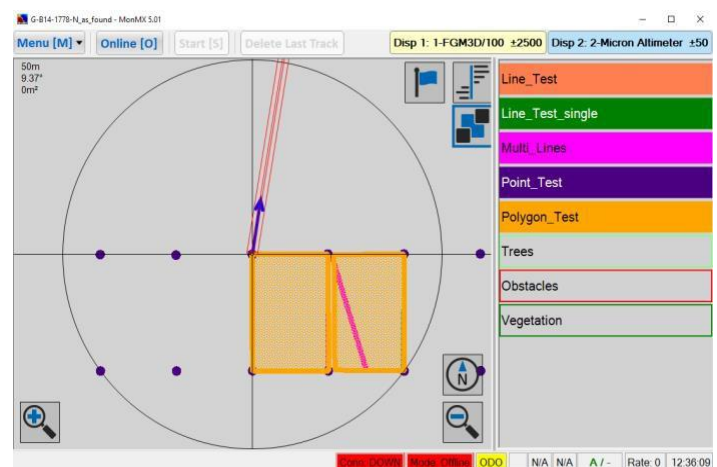 G-B14-1778-N_as_found - MonMX 5.01
Menu [M] Online [O] Start [S] Delete Last Track Disp 1: 1-FGM3D/100 ±2500 Disp 2: 2-Micron Altimeter ±50
50m
9.37°
0m²
Line_Test
Line_Test_single
Multi_Lines
Point_Test
Polygon_Test
Trees
Obstacles
Vegetation
N
Conn. DOWN Mode. Offline ODO N/A N/A A / - Rate: 0 12:36:09